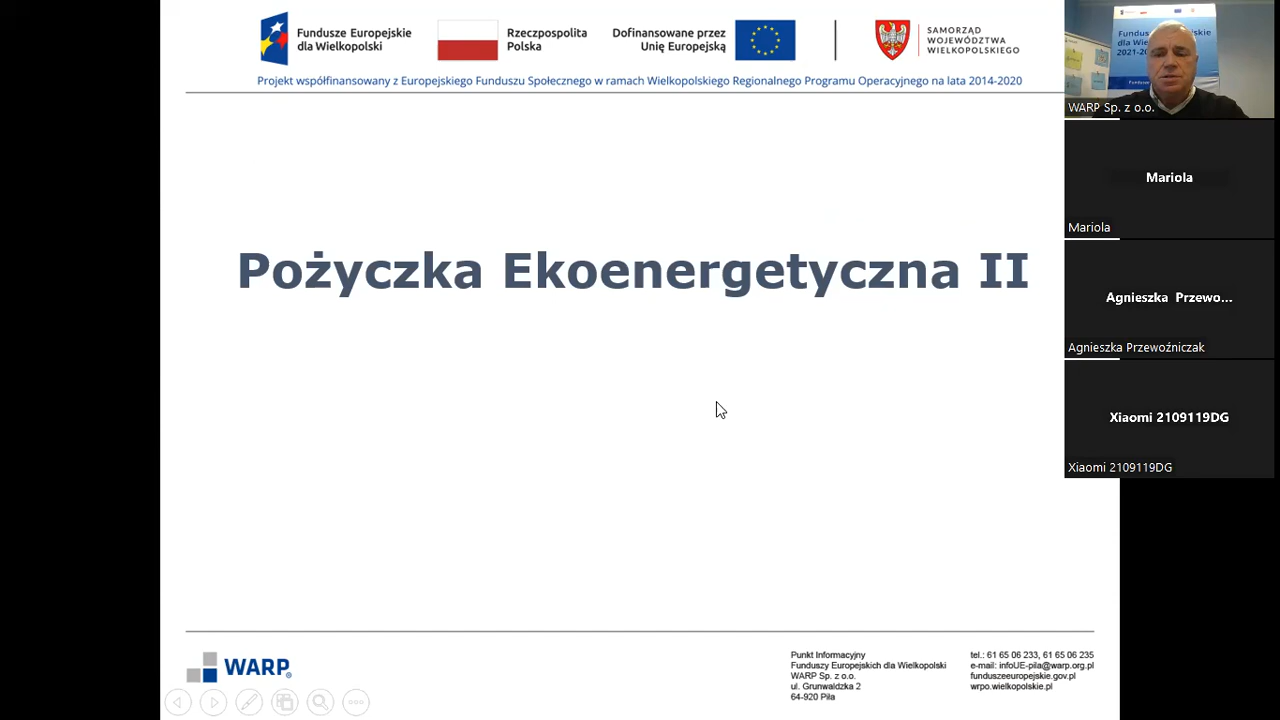 Fundusze Europejskie
dla Wielkopolski
Rzeczpospolita
Polska
Dofinansowane przez
Unię Europejską
SAMORZĄD
WOJEWÓDZTWA
WIELKOPOLSKIEGO
Projekt współfinansowany z Europejskiego Funduszu Społecznego w ramach Wielkopolskiego Regionalnego Programu Operacyjnego na lata 2014-2020
WARP Sp. z o.o.
Mariola
Mariola
Agnieszka Przewo...
Agnieszka Przewoźniczak
Xiaomi 2109119DG
Xiaomi 2109119DG
Pożyczka Ekoenergetyczna II
WARP
Punkt Informacyjny
Funduszy Europejskich dla Wielkopolski
WARP Sp. z o.o.
ul. Grunwaldzka 2
64-920 Piła
tel.: 61 65 06 233, 61 65 06 235
e-mail: infoUE-pila@warp.org.pl
funduszeeuropejskie.gov.pl
wrpo.wielkopolskie.pl